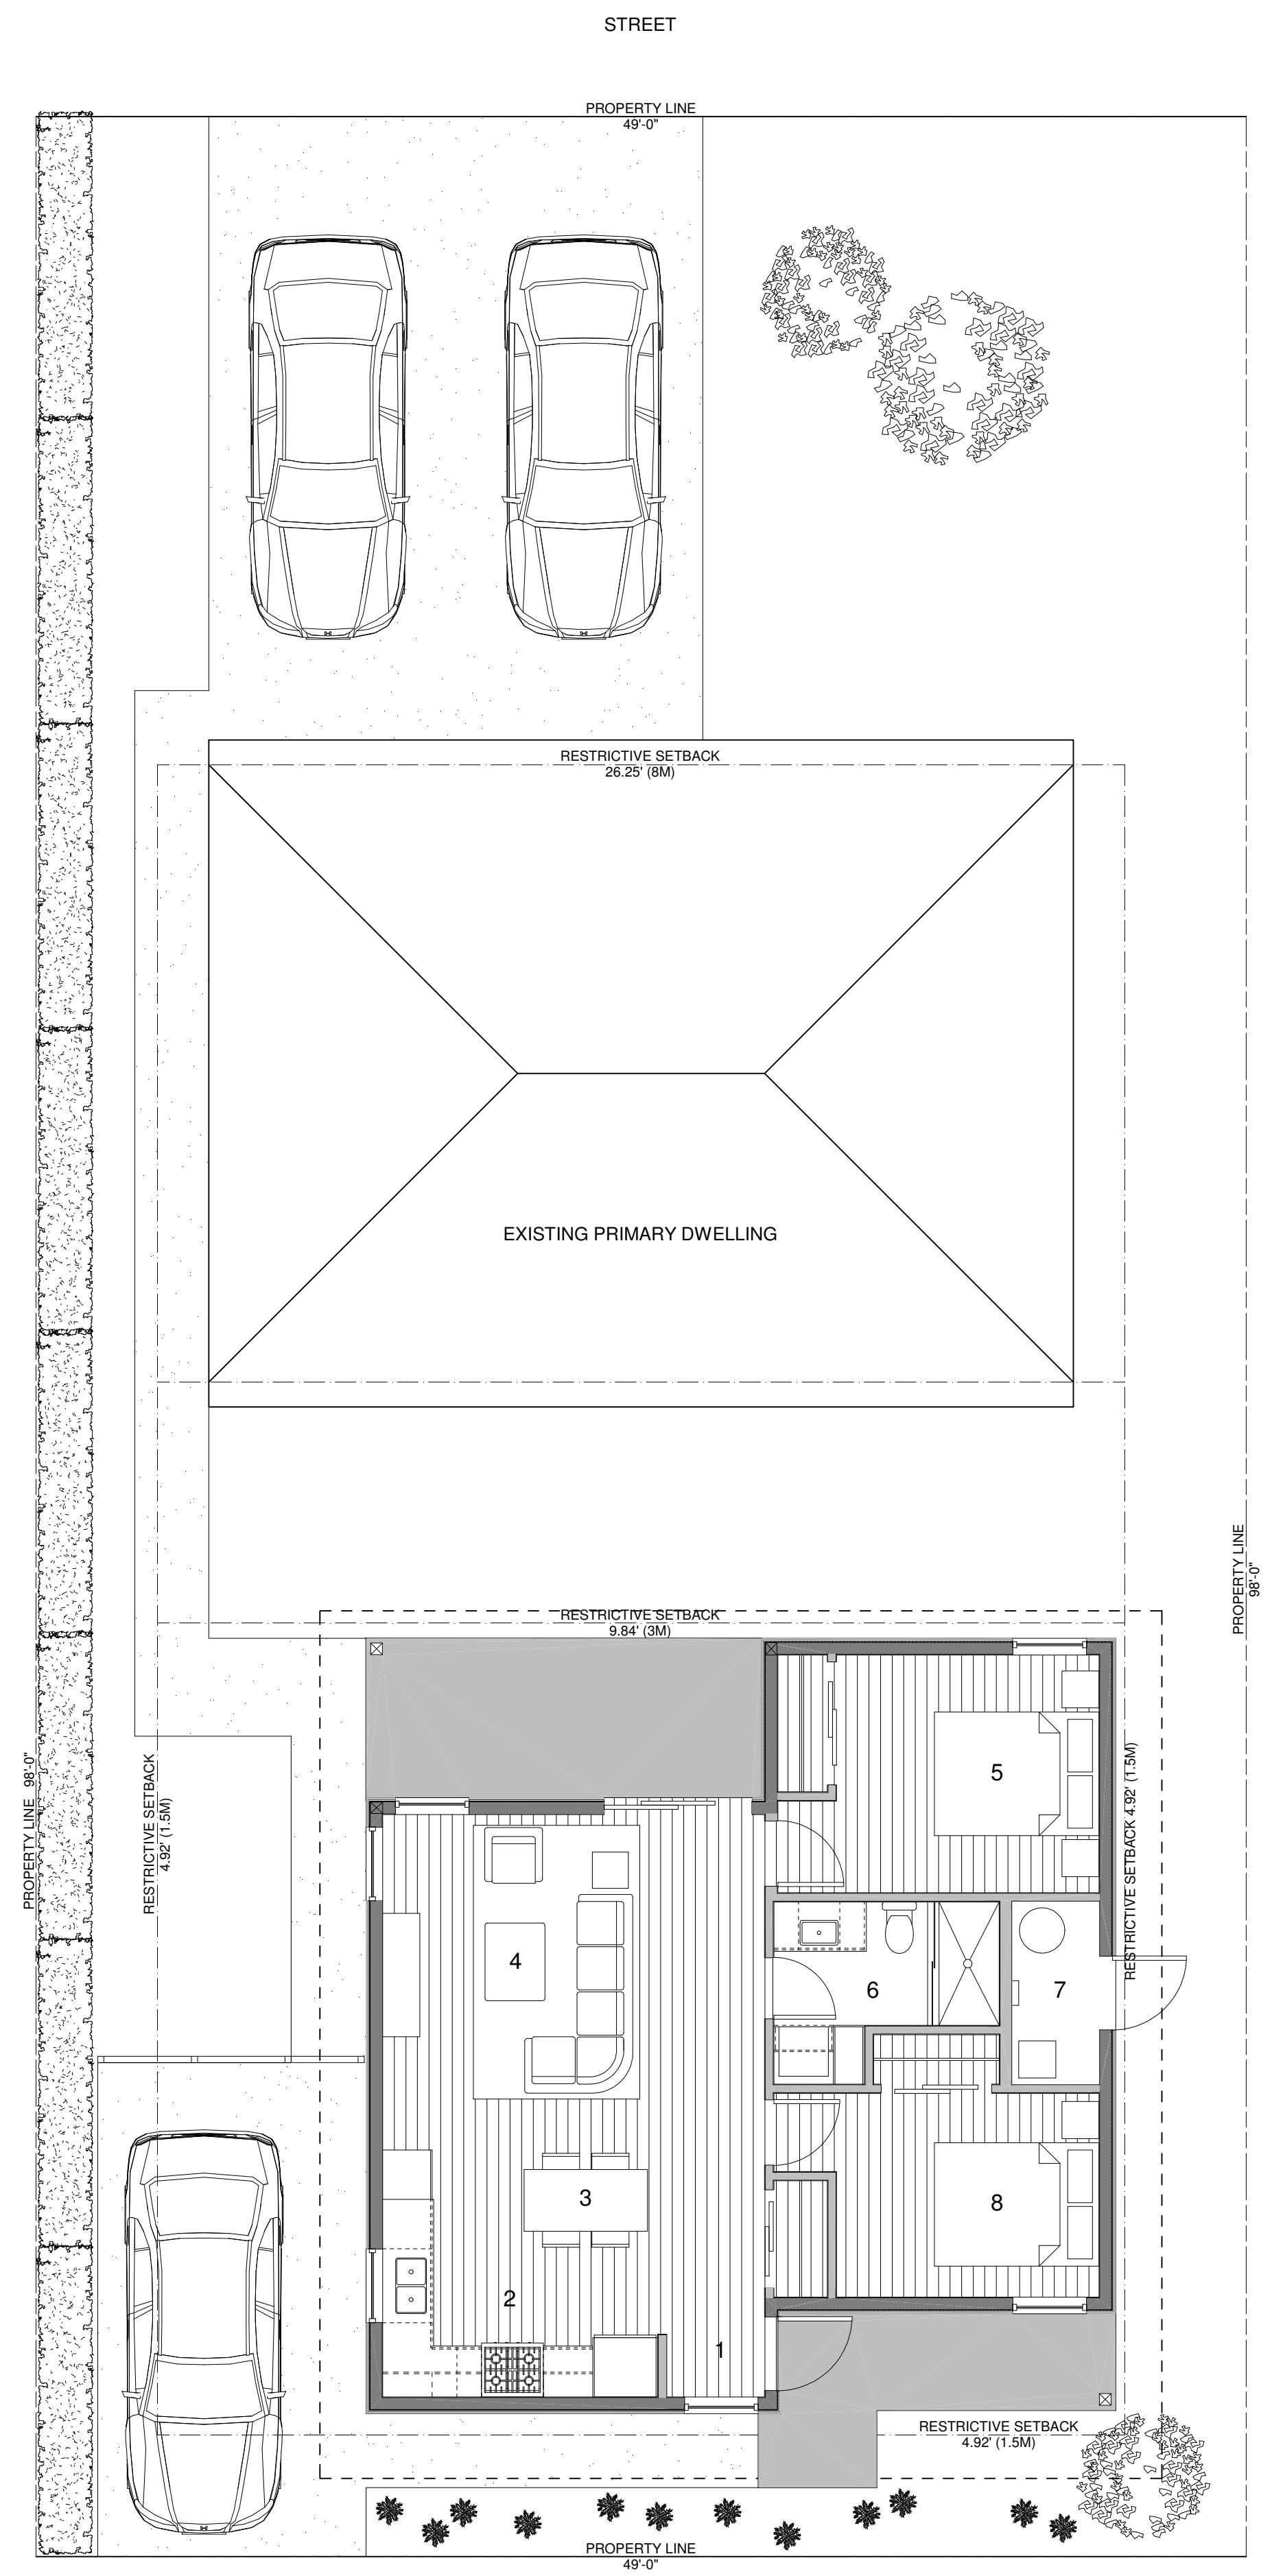 STREET
PROPERTY LINE
49'-0"
RESTRICTIVE SETBACK
26.25' (8M)
EXISTING PRIMARY DWELLING
PROPERTY LINE
98'-0"
RESTRICTIVE SETBACK
9.84' (3M)
PROPERTY LINE 98'-0"
RESTRICTIVE SETBACK
4.92' (1.5M)
RESTRICTIVE SETBACK 4.92' (1.5M)
5
4
6
7
3
8
2
1
RESTRICTIVE SETBACK
4.92' (1.5M)
PROPERTY LINE
49'-0"